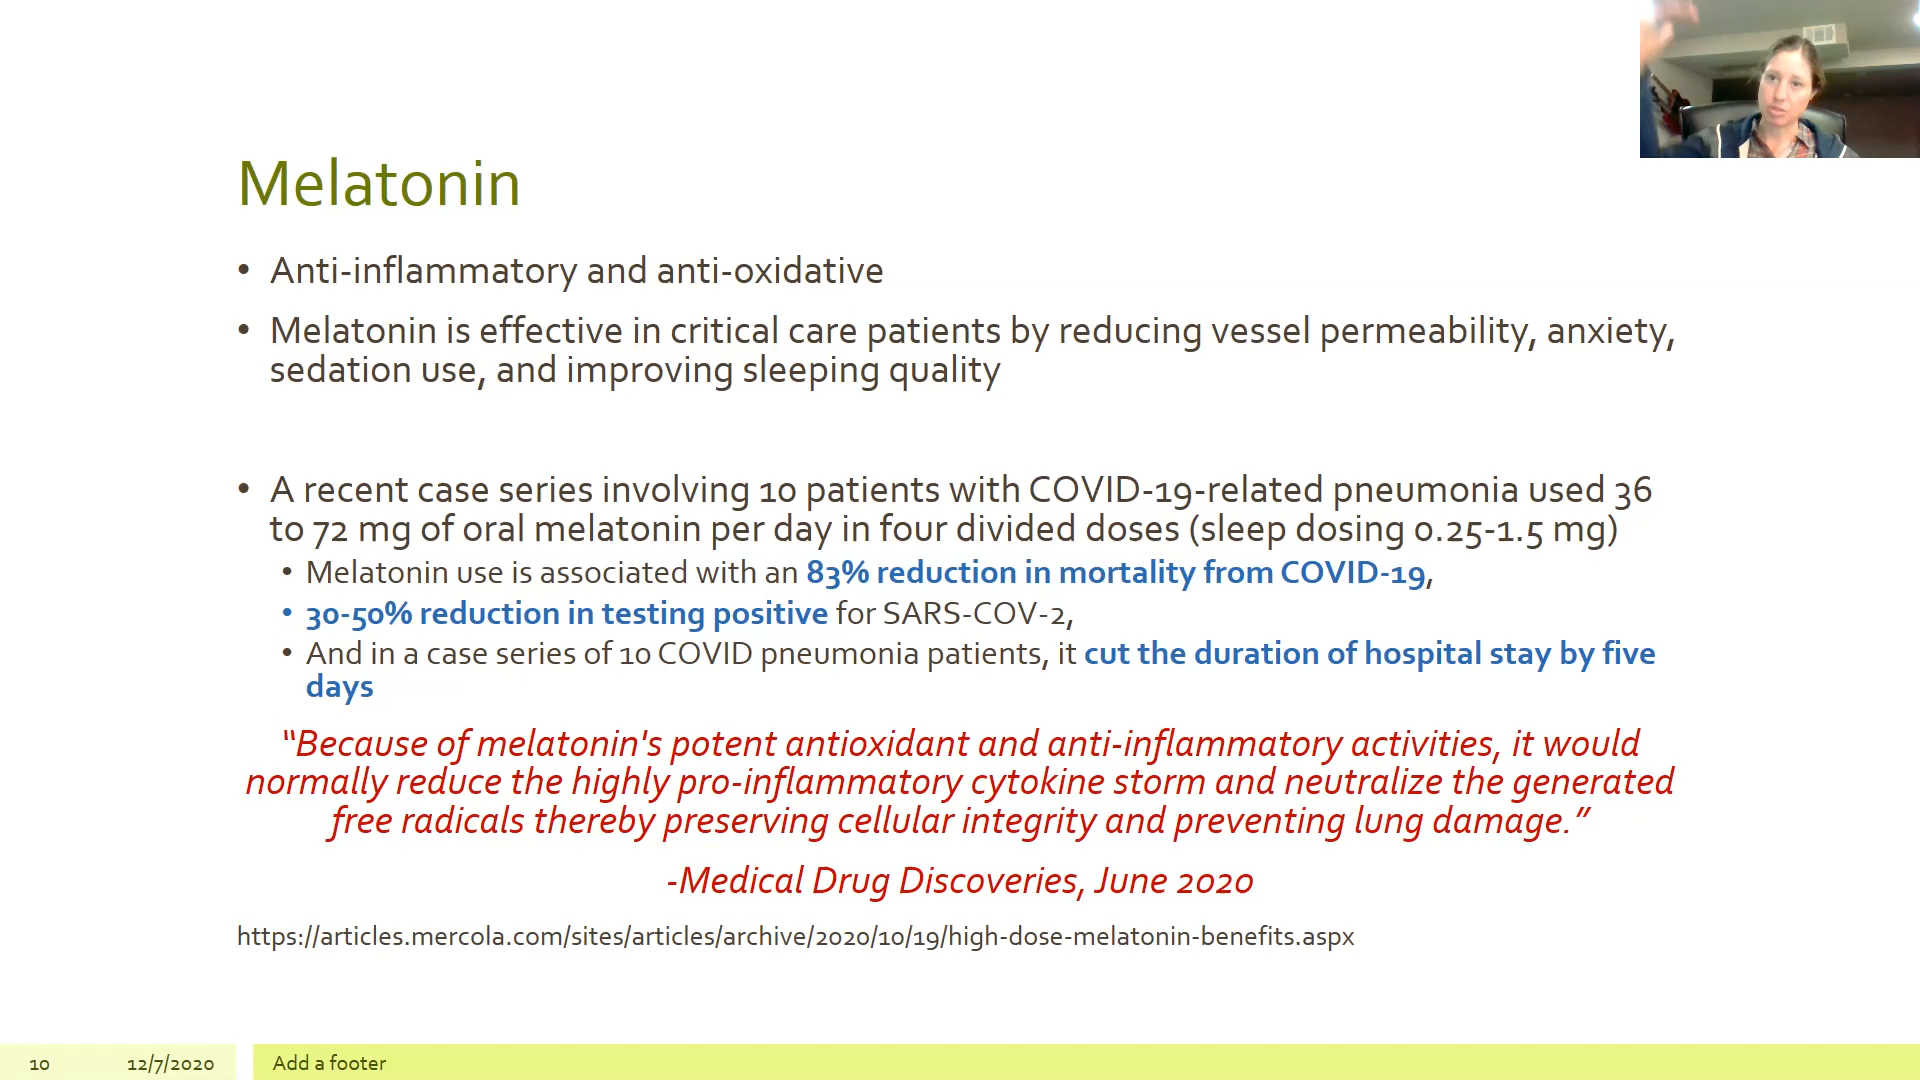 Melatonin
• Anti-inflammatory and anti-oxidative
• Melatonin is effective in critical care patients by reducing vessel permeability, anxiety,
sedation use, and improving sleeping quality
• A recent case series involving 10 patients with COVID-19-related pneumonia used 36
to 72 mg of oral melatonin per day in four divided doses (sleep dosing 0.25-1.5 mg)
• Melatonin use is associated with an 83% reduction in mortality from COVID-19,
• 30-50% reduction in testing positive for SARS-COV-2,
• And in a case series of 10 COVID pneumonia patients, it cut the duration of hospital stay by five
days
“Because of melatonin's potent antioxidant and anti-inflammatory activities, it would
normally reduce the highly pro-inflammatory cytokine storm and neutralize the generated
free radicals thereby preserving cellular integrity and preventing lung damage.”
-Medical Drug Discoveries, June 2020
https://articles.mercola.com/sites/articles/archive/2020/10/19/high-dose-melatonin-benefits.aspx
10 12/7/2020 Add a footer